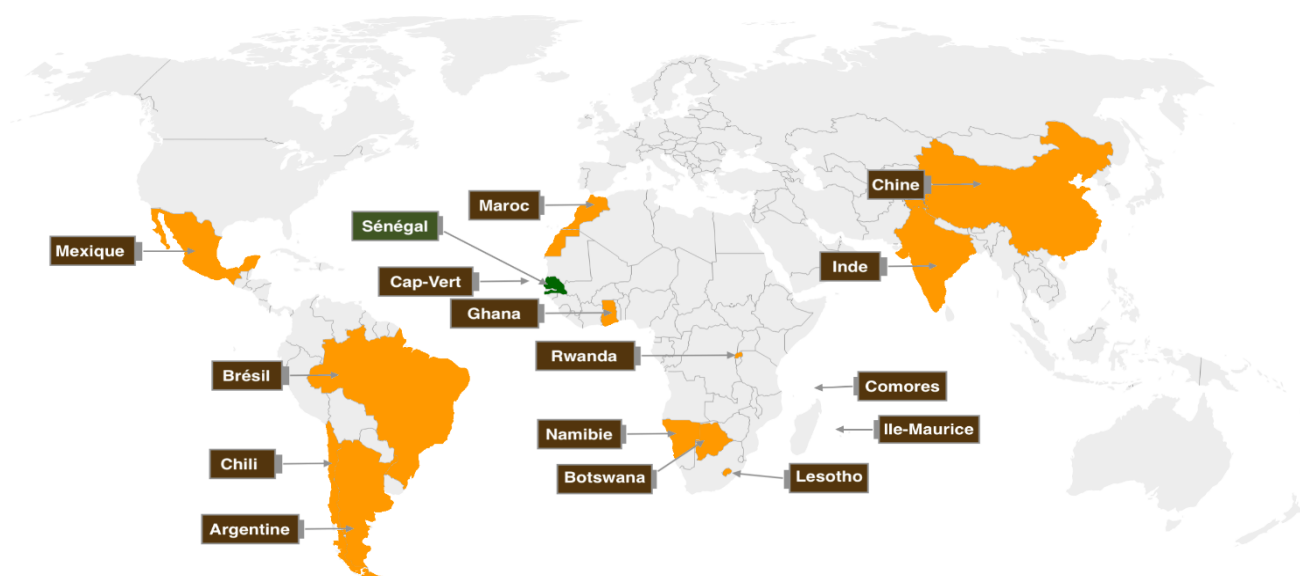 Chine
Maroc
Sénégal
Mexique
Inde
Cap-Vert
Ghana
Rwanda
Brésil
Comores
Ile-Maurice
Namibie
Chili
Botswana
Lesotho
Argentine